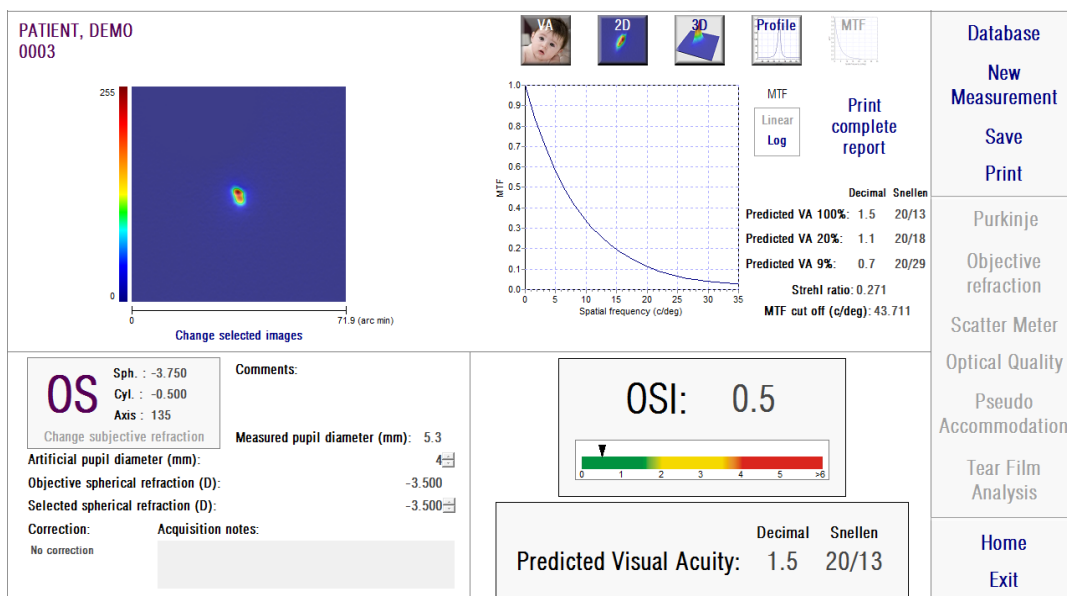 PATIENT, DEMO
0003
VA
2D
3D
Profile
MTF
255
0
0
71.9 (arc min)
Change selected images
MTF
1.0
0.9
0.8
0.7
0.6
0.5
0.4
0.3
0.2
0.1
0.0
0 5 10 15 20 25 30 35
Spatial frequency (c/deg)
MTF
Linear
Log
Print
complete
report
Decimal Snellen
Predicted VA 100%: 1.5 20/13
Predicted VA 20%: 1.1 20/18
Predicted VA 9%: 0.7 20/29
Strehl ratio: 0.271
MTF cut off (c/deg): 43.711
OS
Sph. : -3.750
Cyl. : -0.500
Axis : 135
Change subjective refraction
Comments:
Measured pupil diameter (mm): 5.3
Artificial pupil diameter (mm): 4
Objective spherical refraction (D): -3.500
Selected spherical refraction (D): -3.500
Correction:
No correction
Acquisition notes:
OSI: 0.5
0 1 2 3 4 5 >6
Decimal Snellen
Predicted Visual Acuity: 1.5 20/13
Database
New
Measurement
Save
Print
Purkinje
Objective
refraction
Scatter Meter
Optical Quality
Pseudo
Accommodation
Tear Film
Analysis
Home
Exit